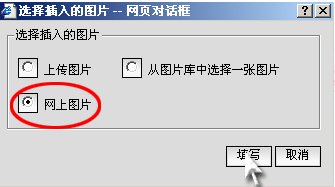 选择插入的图片 -- 网页对话框
选择插入的图片
上传图片 从图片库中选择一张图片
网上图片
填写 取消